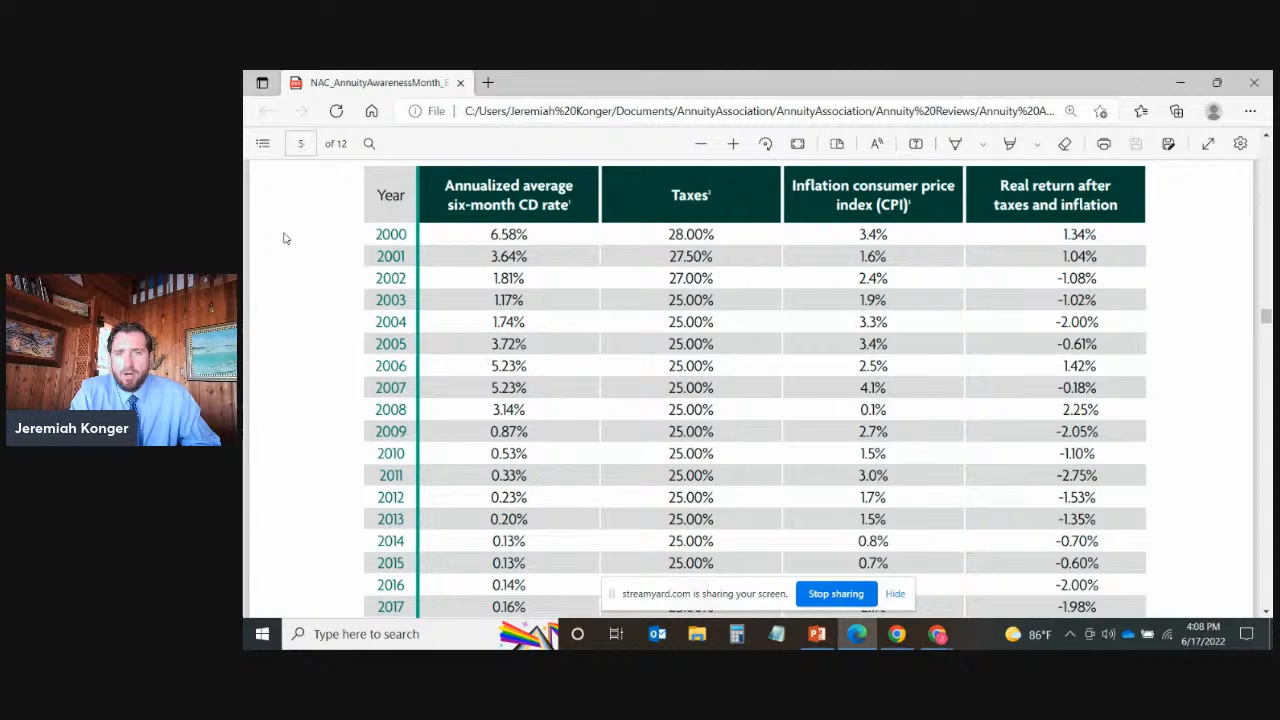 NAC_AnnuityAwarenessMonth_E
File C:/Users/Jeremiah%20Konger/Documents/AnnuityAssociation/AnnuityAssociation/Annuity%20Reviews/Annuity%20A...
5 of 12
Year Annualized average six-month CD rate¹ Taxes² Inflation consumer price index (CPI)³ Real return after taxes and inflation
2000 6.58% 28.00% 3.4% 1.34%
2001 3.64% 27.50% 1.6% 1.04%
2002 1.81% 27.00% 2.4% -1.08%
2003 1.17% 25.00% 1.9% -1.02%
2004 1.74% 25.00% 3.3% -2.00%
2005 3.72% 25.00% 3.4% -0.61%
2006 5.23% 25.00% 2.5% 1.42%
2007 5.23% 25.00% 4.1% -0.18%
2008 3.14% 25.00% 0.1% 2.25%
2009 0.87% 25.00% 2.7% -2.05%
2010 0.53% 25.00% 1.5% -1.10%
2011 0.33% 25.00% 3.0% -2.75%
2012 0.23% 25.00% 1.7% -1.53%
2013 0.20% 25.00% 1.5% -1.35%
2014 0.13% 25.00% 0.8% -0.70%
2015 0.13% 25.00% 0.7% -0.60%
2016 0.14% -2.00%
2017 0.16% -1.98%
streamyard.com is sharing your screen. Stop sharing Hide
Jeremiah Konger
Type here to search
86°F
4:08 PM
6/17/2022